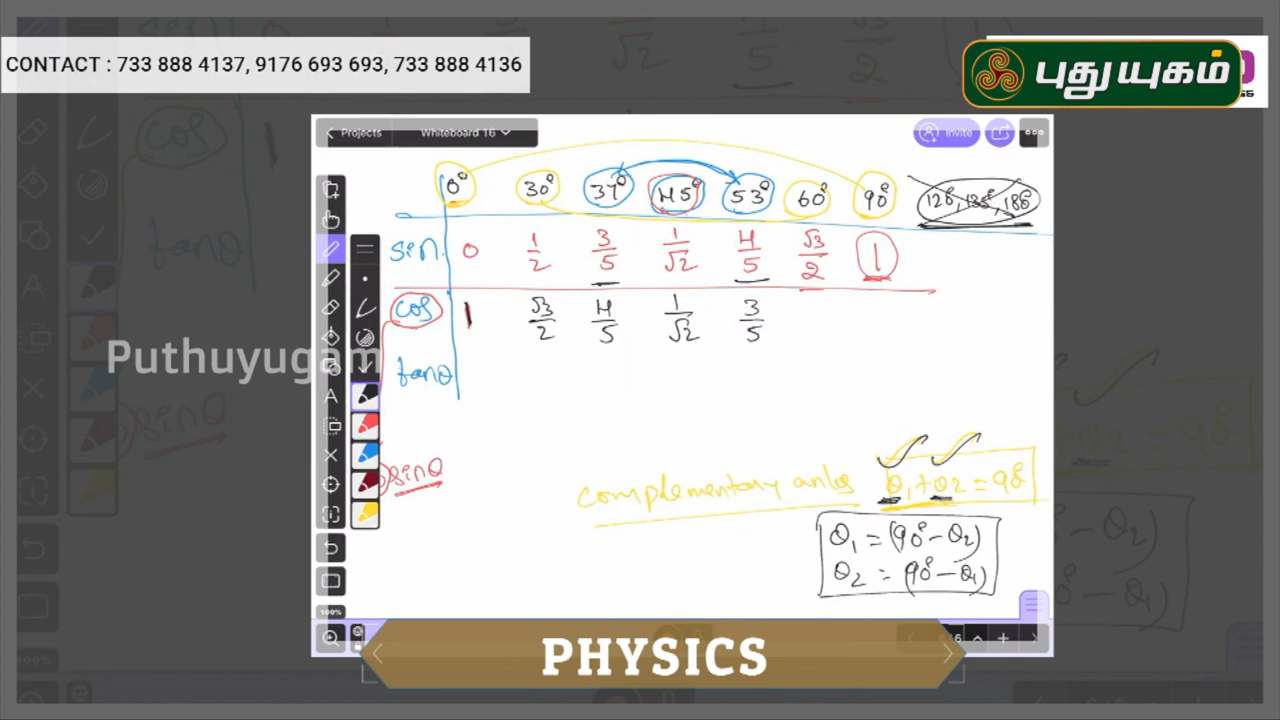 CONTACT : 733 888 4137, 9176 693 693, 733 888 4136
புதுயுகம்
Projects Whiteboard 16 Invite
0° 30° 37° 45° 53° 60° 90° 120°, 135°, 180°
sin 0 1/2 3/5 1/√2 4/5 √3/2 1
cos 1 √3/2 4/5 1/√2 3/5
Puthuyugam
tanθ
sinθ
complementary anles θ1+θ2 = 90°
θ1 = (90°-θ2)
θ2 = (90°-θ1)
100%
PHYSICS